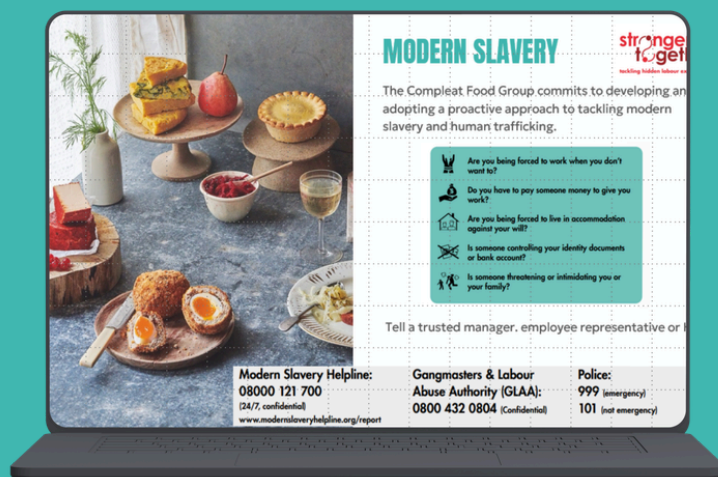 MODERN SLAVERY
tackling hidden labour
The Compleat Food Group commits to developing an
adopting a proactive approach to tackling modern
slavery and human trafficking.
Are you being forced to work when you don't
want to?
Do you have to pay someone money to give you
work?
Are you being forced to live in accommodation
against your will?
Is someone controlling your identity documents
or bank account?
Is someone threatening or intimidating you or
your family?
Tell a trusted manager, employee representative or
Modern Slavery Helpline:
08000 121 700
(24/7, confidential)
www.modernslaveryhelpline.org/report
Gangmasters & Labour
Abuse Authority (GLAA):
0800 432 0804 (Confidential)
Police:
999 (emergency)
101 (not emergency)